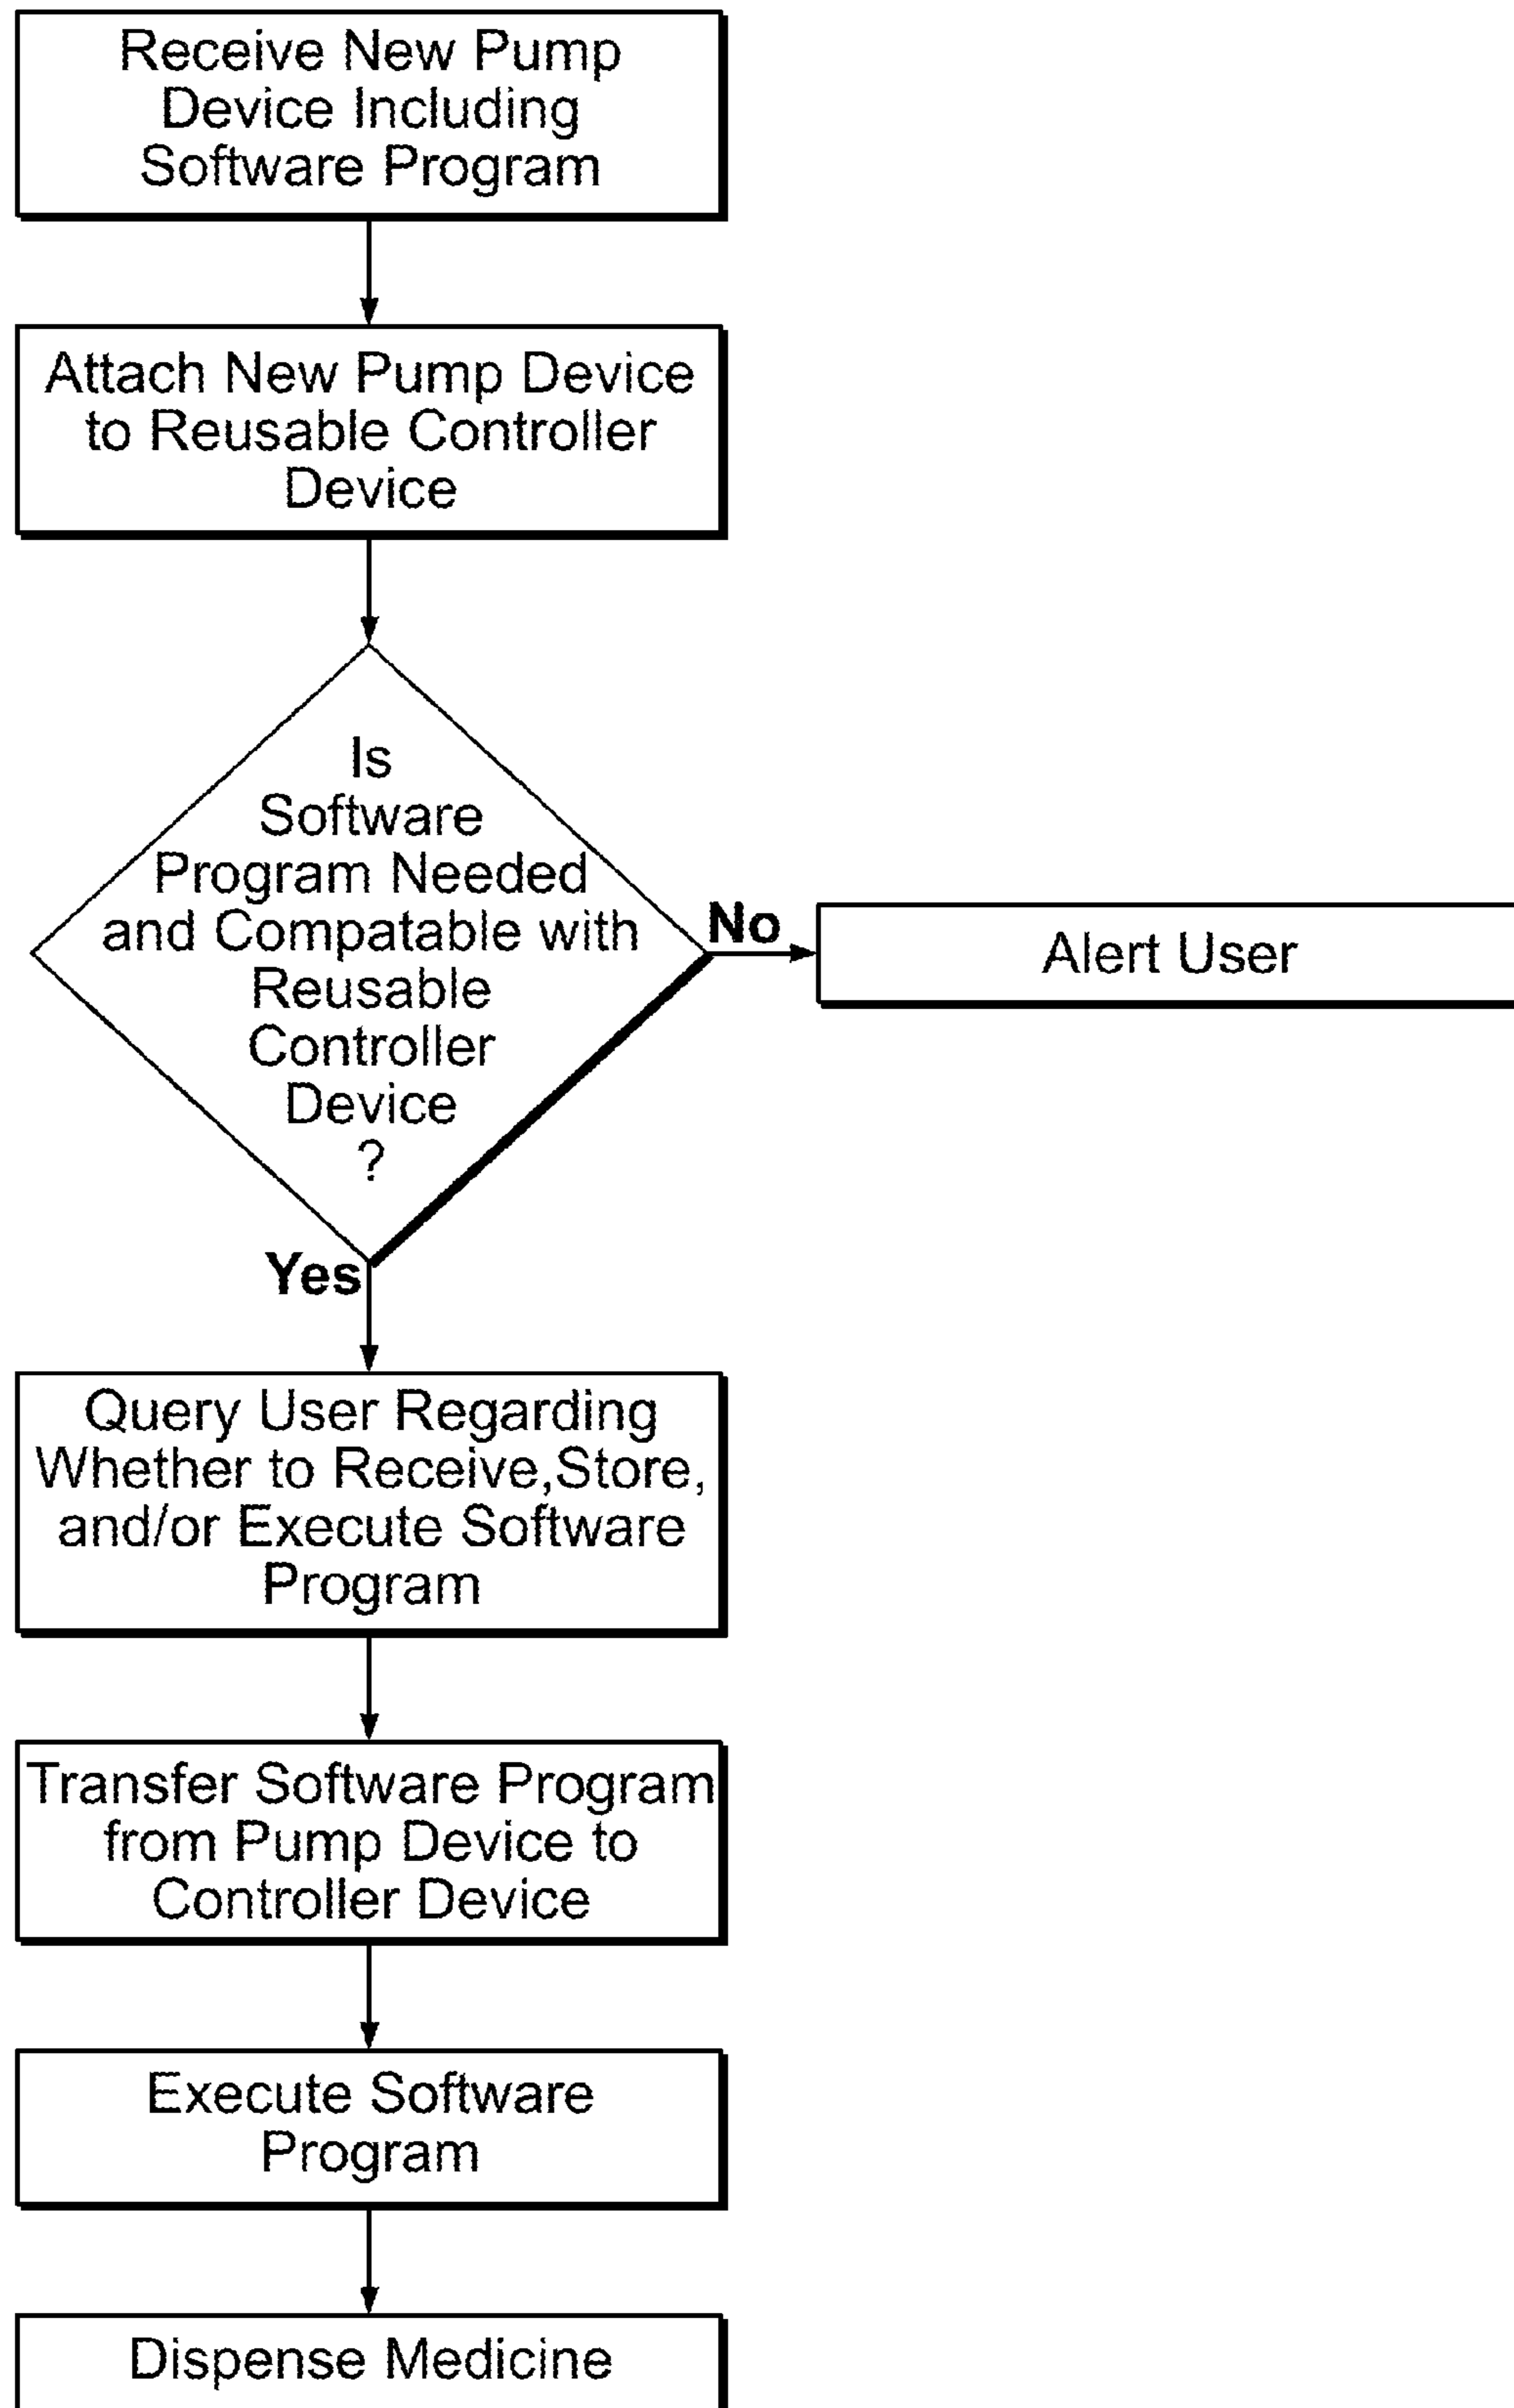 Receive New Pump
Device Including
Software Program
Attach New Pump Device
to Reusable Controller
Device
Is
Software
Program Needed
and Compatable with
Reusable
Controller
Device
?
No
Alert User
Yes
Query User Regarding
Whether to Receive,Store,
and/or Execute Software
Program
Transfer Software Program
from Pump Device to
Controller Device
Execute Software
Program
Dispense Medicine